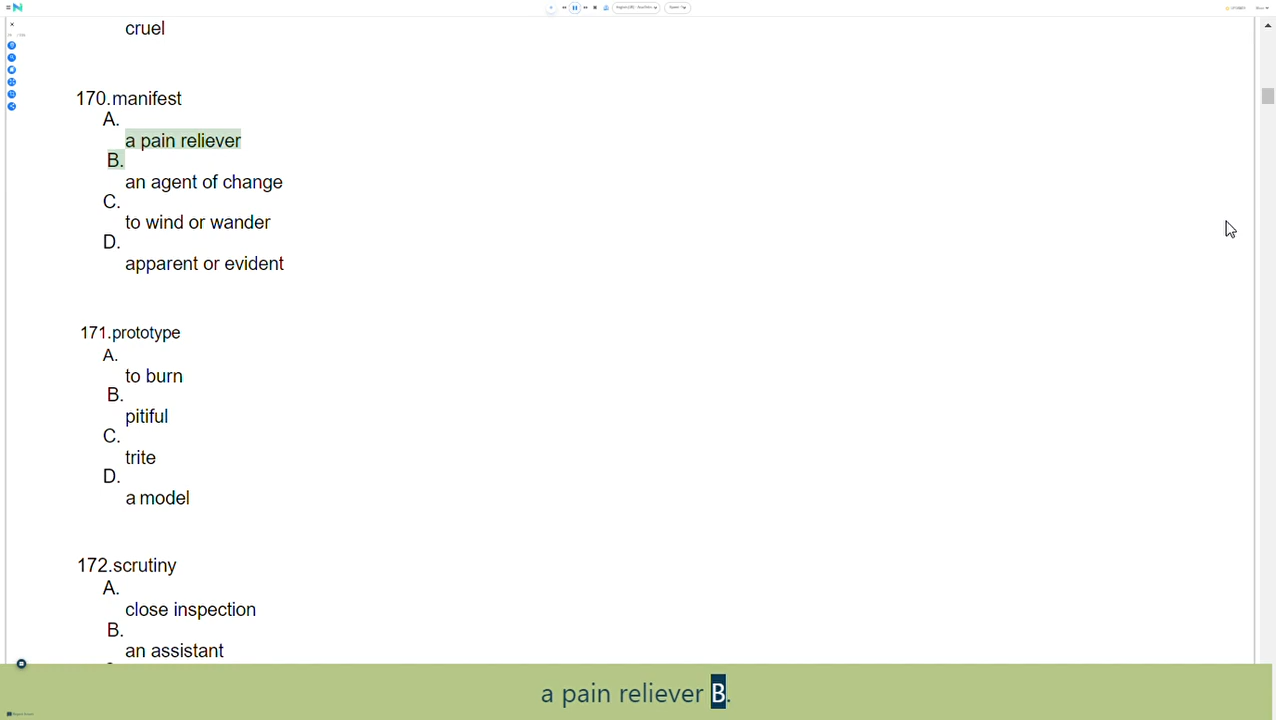 cruel
170.manifest
A.
a pain reliever
B.
an agent of change
C.
to wind or wander
D.
apparent or evident
171.prototype
A.
to burn
B.
pitiful
C.
trite
D.
a model
172.scrutiny
A.
close inspection
B.
an assistant
a pain reliever B.